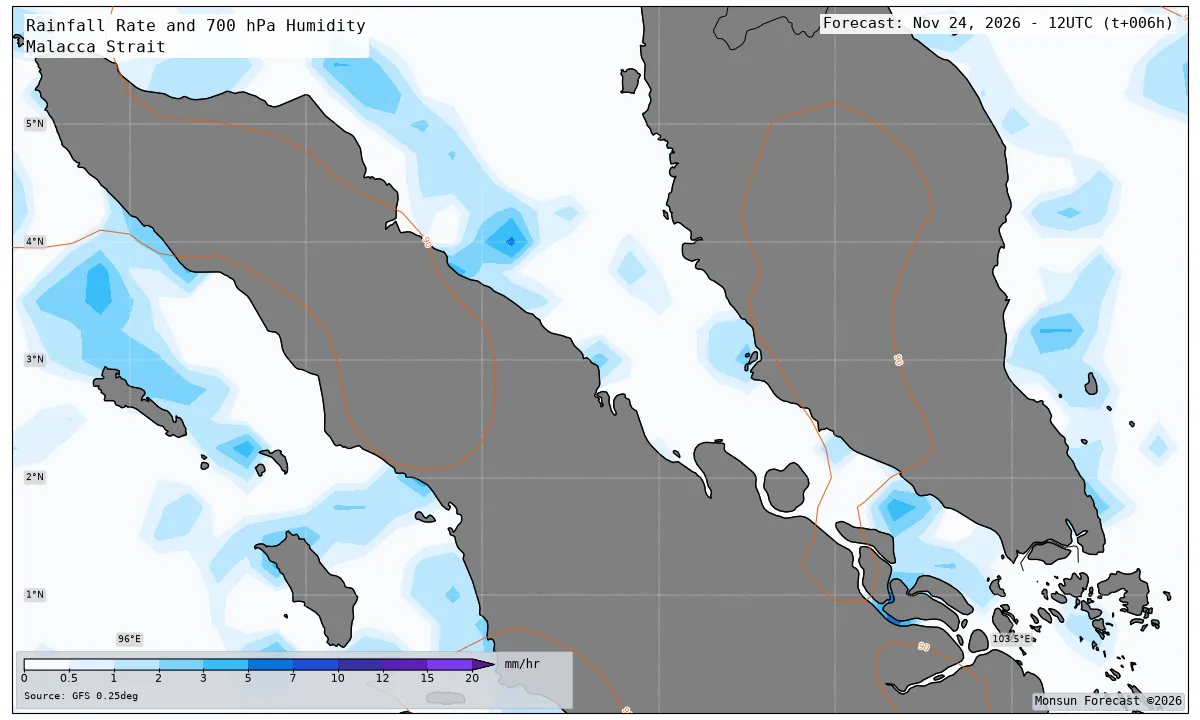 Rainfall Rate and 700 hPa Humidity
Malacca Strait
Forecast: Nov 24, 2026 - 12UTC (t+006h)
5°N
4°N
3°N
2°N
1°N
96°E
103.5°E
90
90
0 0.5 1 2 3 5 7 10 12 15 20
mm/hr
Source: GFS 0.25deg
Monsun Forecast ©2026